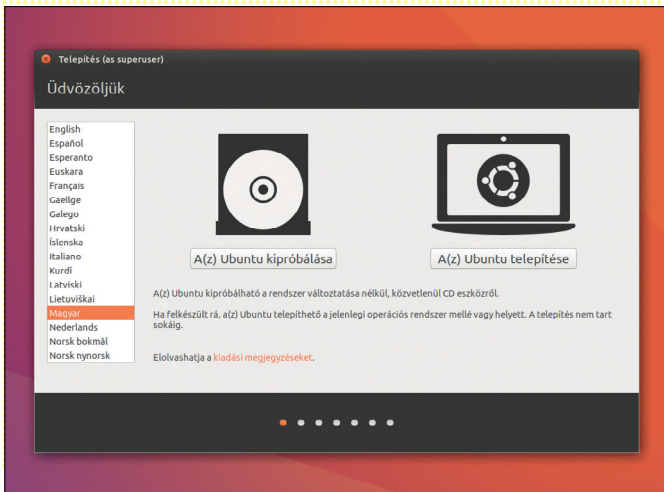 Telepítés (as superuser)
Üdvözöljük
English
Español
Esperanto
Euskara
Français
Gaeilge
Galego
Hrvatski
Íslenska
Italiano
Kurdî
Latviski
Lietuviškai
Magyar
Nederlands
Norsk bokmål
Norsk nynorsk
A(z) Ubuntu kipróbálása
A(z) Ubuntu telepítése
A(z) Ubuntu kipróbálható a rendszer változtatása nélkül, közvetlenül CD eszközről.
Ha felkészült rá, a(z) Ubuntu telepíthető a jelenlegi operációs rendszer mellé vagy helyett. A telepítés nem tart
sokáig.
Elolvashatja a kiadási megjegyzéseket.